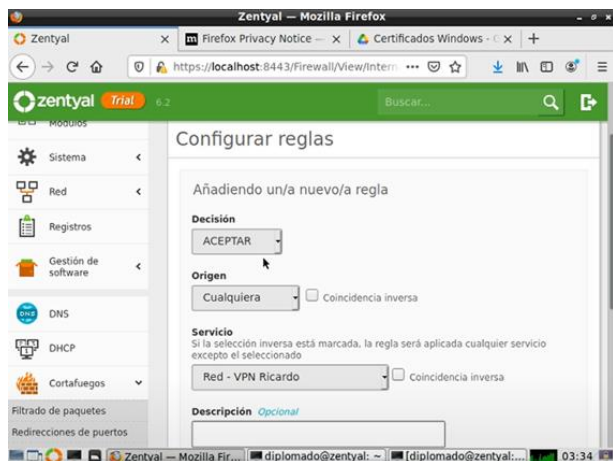 Zentyal — Mozilla Firefox
Zentyal
Firefox Privacy Notice —
Certificados Windows -
https://localhost:8443/Firewall/View/Intern
zentyal Trial 6.2
Buscar...
Módulos
Configurar reglas
Sistema
Añadiendo un/a nuevo/a regla
Red
Decisión
Registros
ACEPTAR
Gestión de software
Origen
Cualquiera
Coincidencia inversa
DNS
DNS
Servicio
Si la selección inversa está marcada, la regla será aplicada cualquier servicio
excepto el seleccionado
DHCP
Red - VPN Ricardo
Coincidencia inversa
Cortafuegos
Filtrado de paquetes
Descripción Opcional
Redirecciones de puertos
Zentyal — Mozilla Fir...
diplomado@zentyal: ~
[diplomado@zentyal:...
03:34